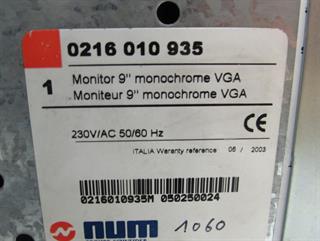 0216 010 935
1
Monitor 9" monochrome VGA
Moniteur 9" monochrome VGA
230V/AC 50/60 Hz
CE
ITALIA Waranty reference 06 / 2003
0216010935M 050250024
num
1060